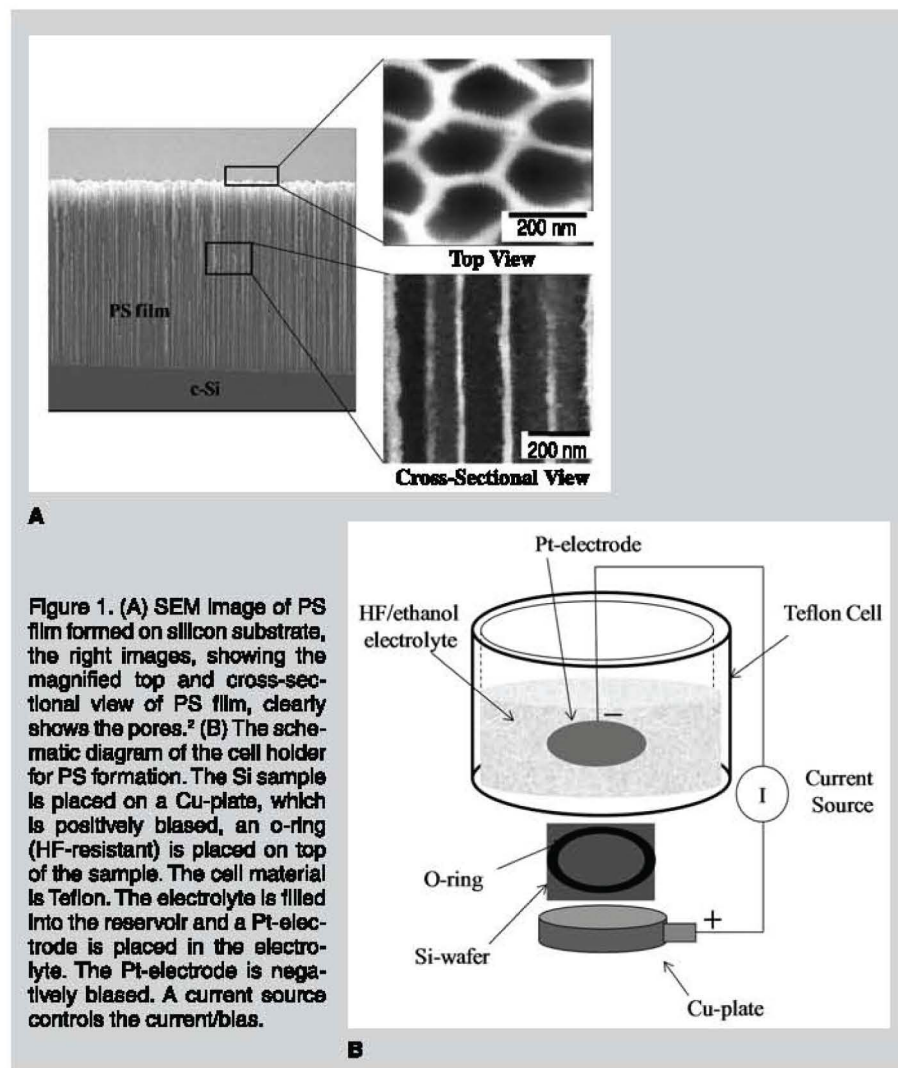 200 nm
Top View
PS film
c-Si
200 nm
Cross-Sectional View
A
Figure 1. (A) SEM image of PS
film formed on silicon substrate,
the right images, showing the
magnified top and cross-sec-
tional view of PS film, clearly
shows the pores.² (B) The sche-
matic diagram of the cell holder
for PS formation. The Si sample
is placed on a Cu-plate, which
is positively biased, an o-ring
(HF-resistant) is placed on top
of the sample. The cell material
is Teflon. The electrolyte is filled
into the reservoir and a Pt-elec-
trode is placed in the electro-
lyte. The Pt-electrode is nega-
tively biased. A current source
controls the current/bias.
Pt-electrode
HF/ethanol
electrolyte
Teflon Cell
−
I
Current
Source
O-ring
Si-wafer
+
Cu-plate
B